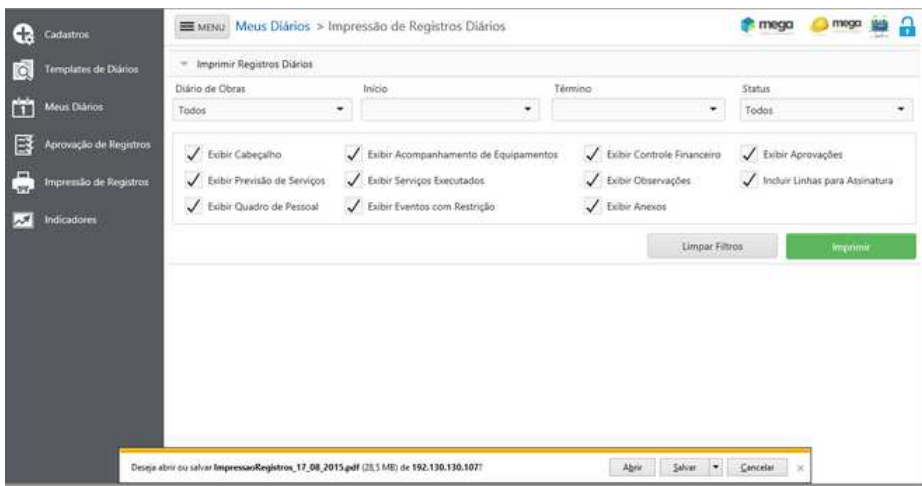 Cadastros
Templates de Diários
Meus Diários
Aprovação de Registros
Impressão de Registros
Indicadores
MENU Meus Diários > Impressão de Registros Diários
mega mega
Imprimir Registros Diários
Diário de Obras Início Término Status
Todos Todos
Exibir Cabeçalho Exibir Acompanhamento de Equipamentos Exibir Controle Financeiro Exibir Aprovações
Exibir Previsão de Serviços Exibir Serviços Executados Exibir Observações Incluir Linhas para Assinatura
Exibir Quadro de Pessoal Exibir Eventos com Restrição Exibir Anexos
Limpar Filtros Imprimir
Deseja abrir ou salvar ImpressaoRegistros_17_08_2015.pdf (28,5 MB) de 192.130.130.107? Abrir Salvar Cancelar